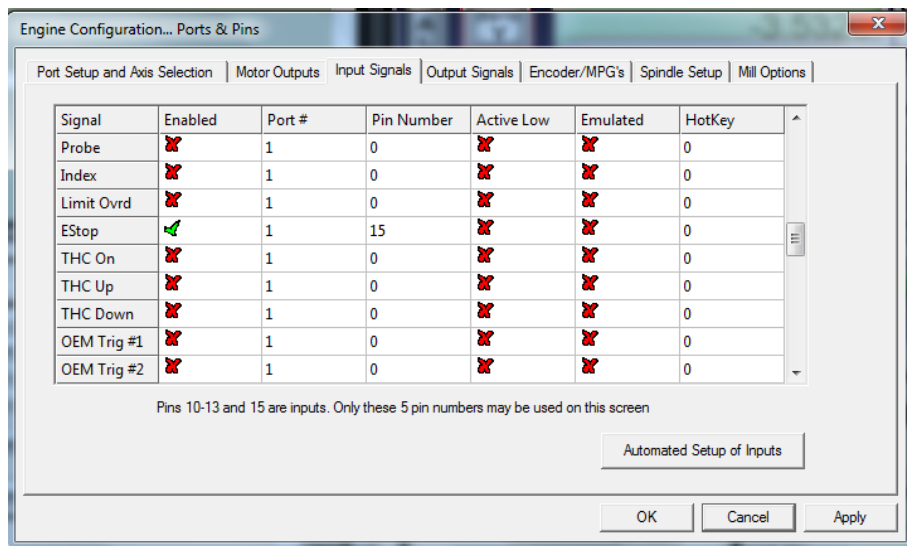 Engine Configuration... Ports & Pins
-3.532
Port Setup and Axis Selection Motor Outputs Input Signals Output Signals Encoder/MPG's Spindle Setup Mill Options
Signal Enabled Port # Pin Number Active Low Emulated HotKey
Probe 1 0 0
Index 1 0 0
Limit Ovrd 1 0 0
EStop 1 15 0
THC On 1 0 0
THC Up 1 0 0
THC Down 1 0 0
OEM Trig #1 1 0 0
OEM Trig #2 1 0 0
Pins 10-13 and 15 are inputs. Only these 5 pin numbers may be used on this screen
Automated Setup of Inputs
OK Cancel Apply